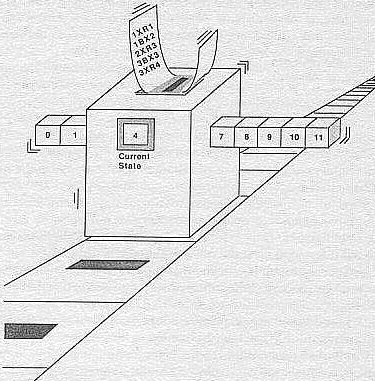 1XR1
1BX2
2XR3
3BX3
3XR4
0 1
4
7 8 9 10 11
Current
State